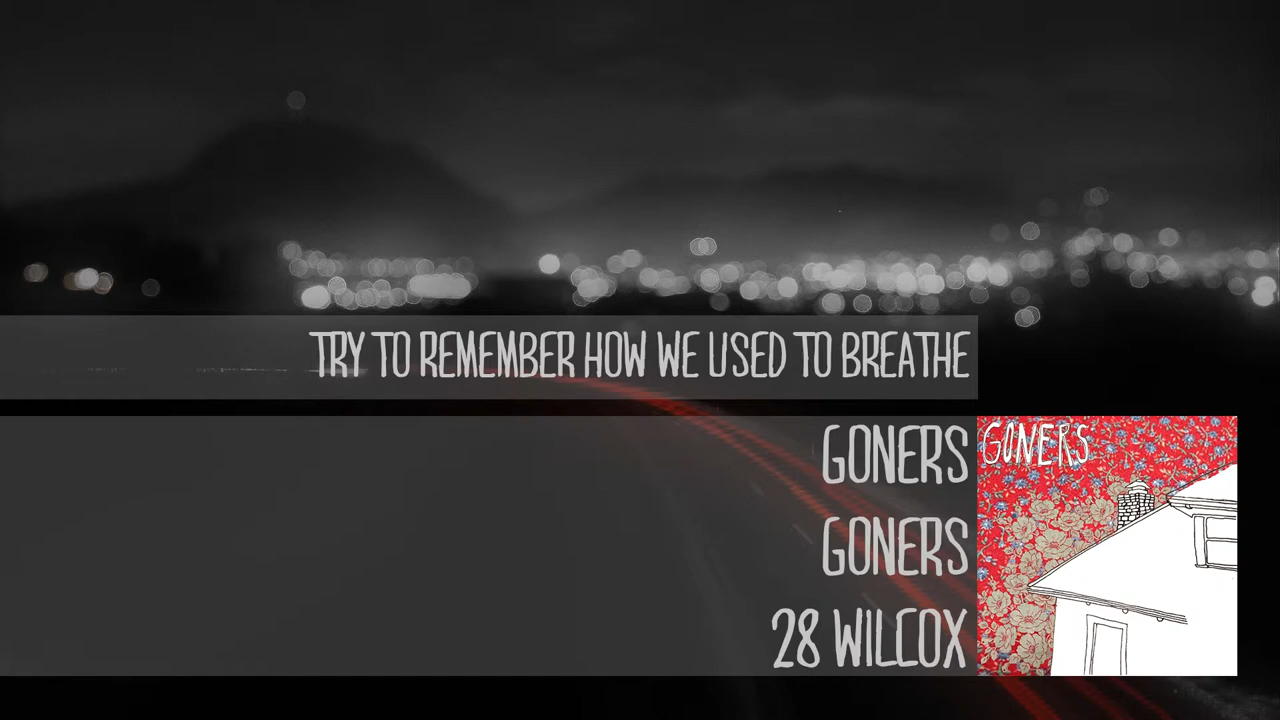 TRY TO REMEMBER HOW WE USED TO BREATHE
GONERS
GONERS
28 WILCOX
GONERS